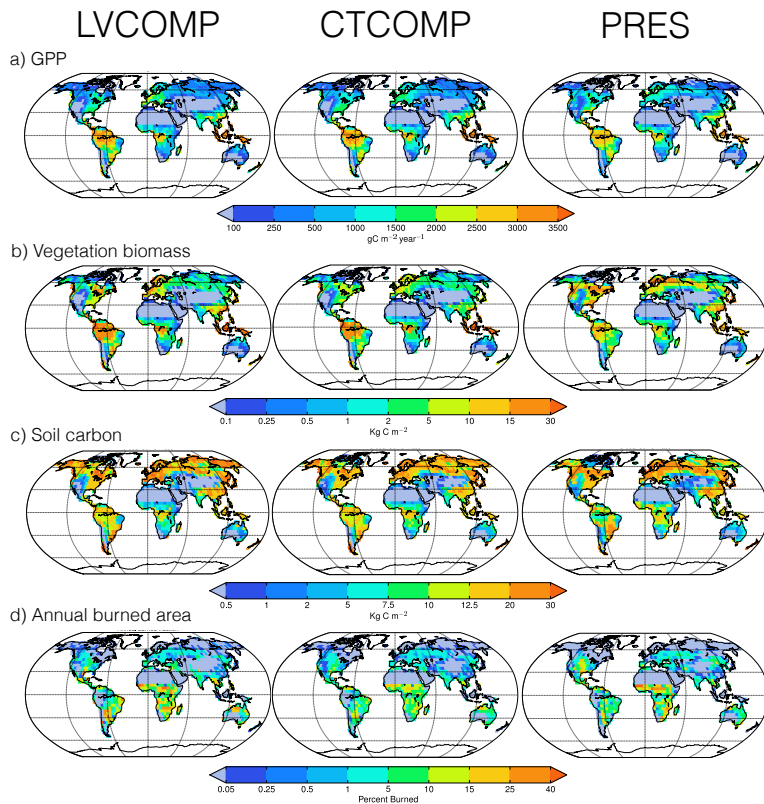 LVCOMP CTCOMP PRES
a) GPP
100 250 500 1000 1500 2000 2500 3000 3500
gC m⁻² year⁻¹
b) Vegetation biomass
0.1 0.25 0.5 1 2 5 10 15 30
Kg C m⁻²
c) Soil carbon
0.5 1 2 5 7.5 10 12.5 20 30
Kg C m⁻²
d) Annual burned area
0.05 0.25 0.5 1 5 10 15 25 40
Percent Burned